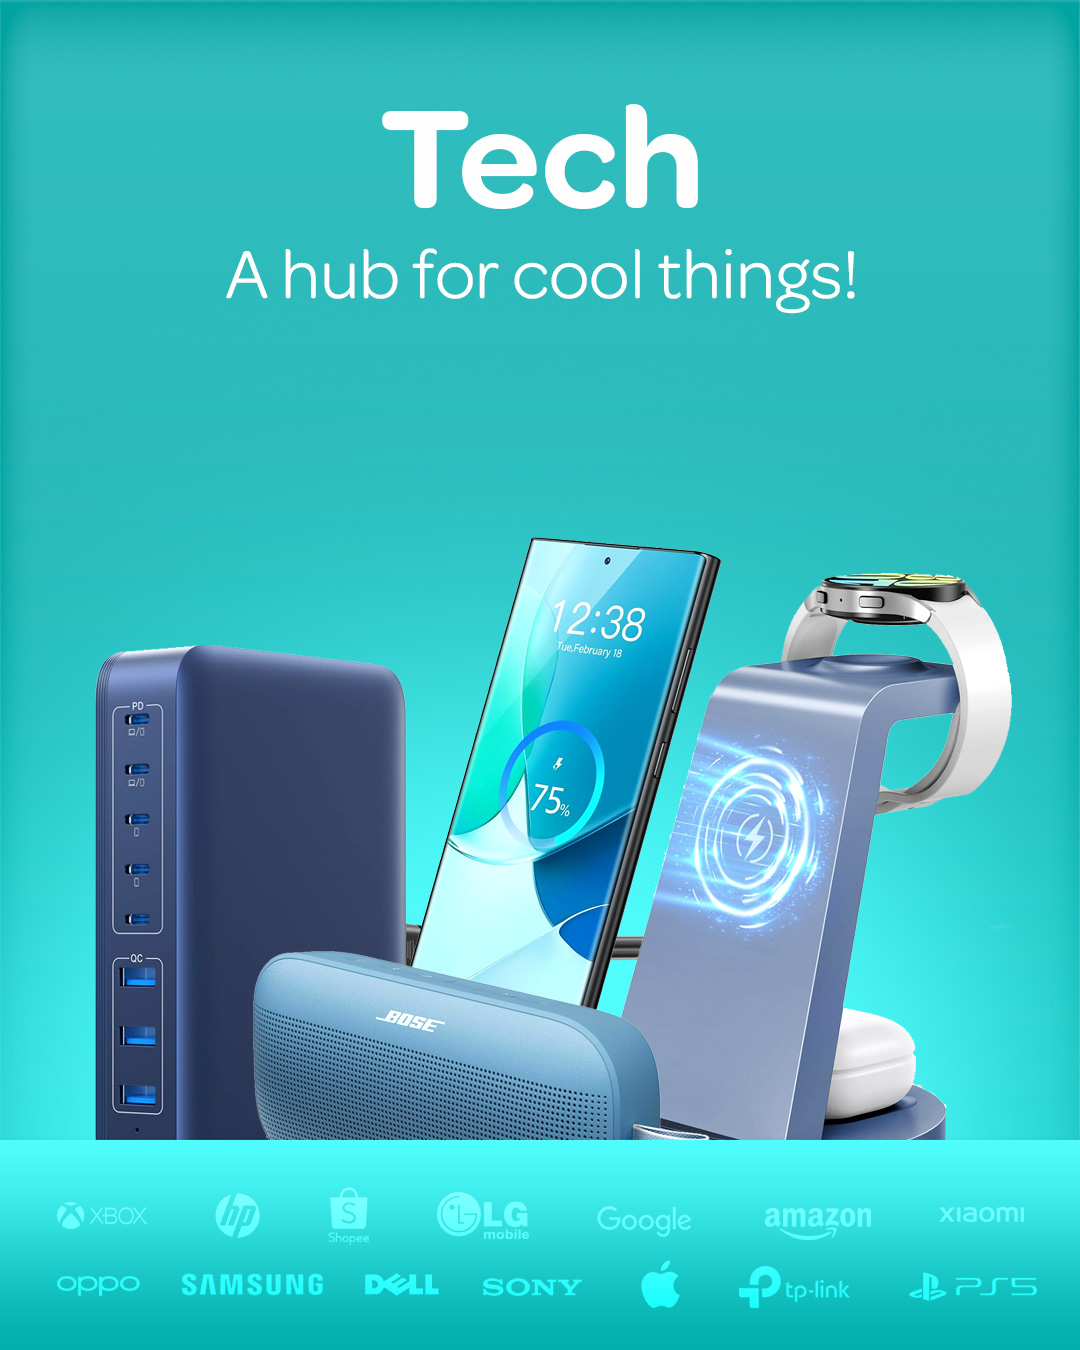 Tech
A hub for cool things!
12:38
Tue,February 18
75%
PD
QC
BOSE
XBOX
hp
S
Shopee
LG
mobile
Google
amazon
xiaomi
oppo
SAMSUNG
DELL
SONY
tp-link
PS5